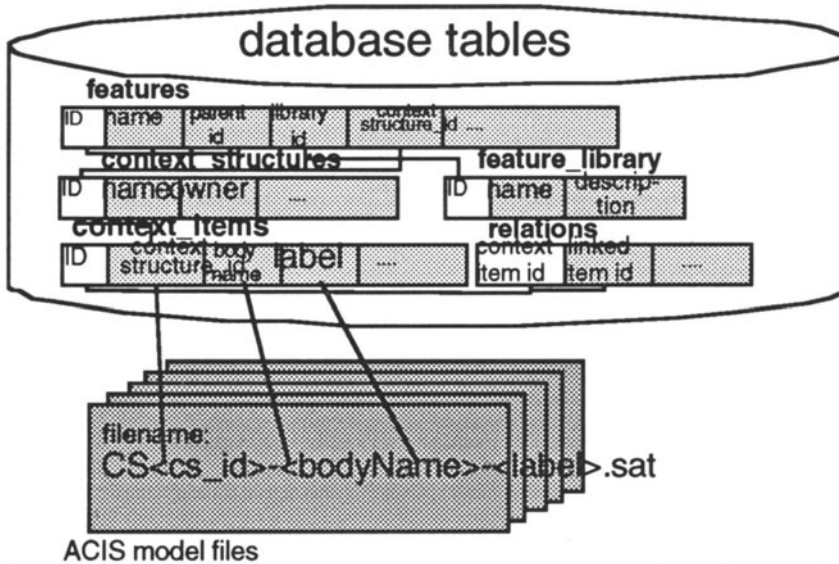 database tables
features
ID name parent id library id context structure_id ....
context_structures feature_library
ID name owner .... ID name descrip-tion
context_items relations
ID context structure_id body name label .... context item id linked item id ....
filename:
CS<cs_id>-<bodyName>-<label>.sat
ACIS model files